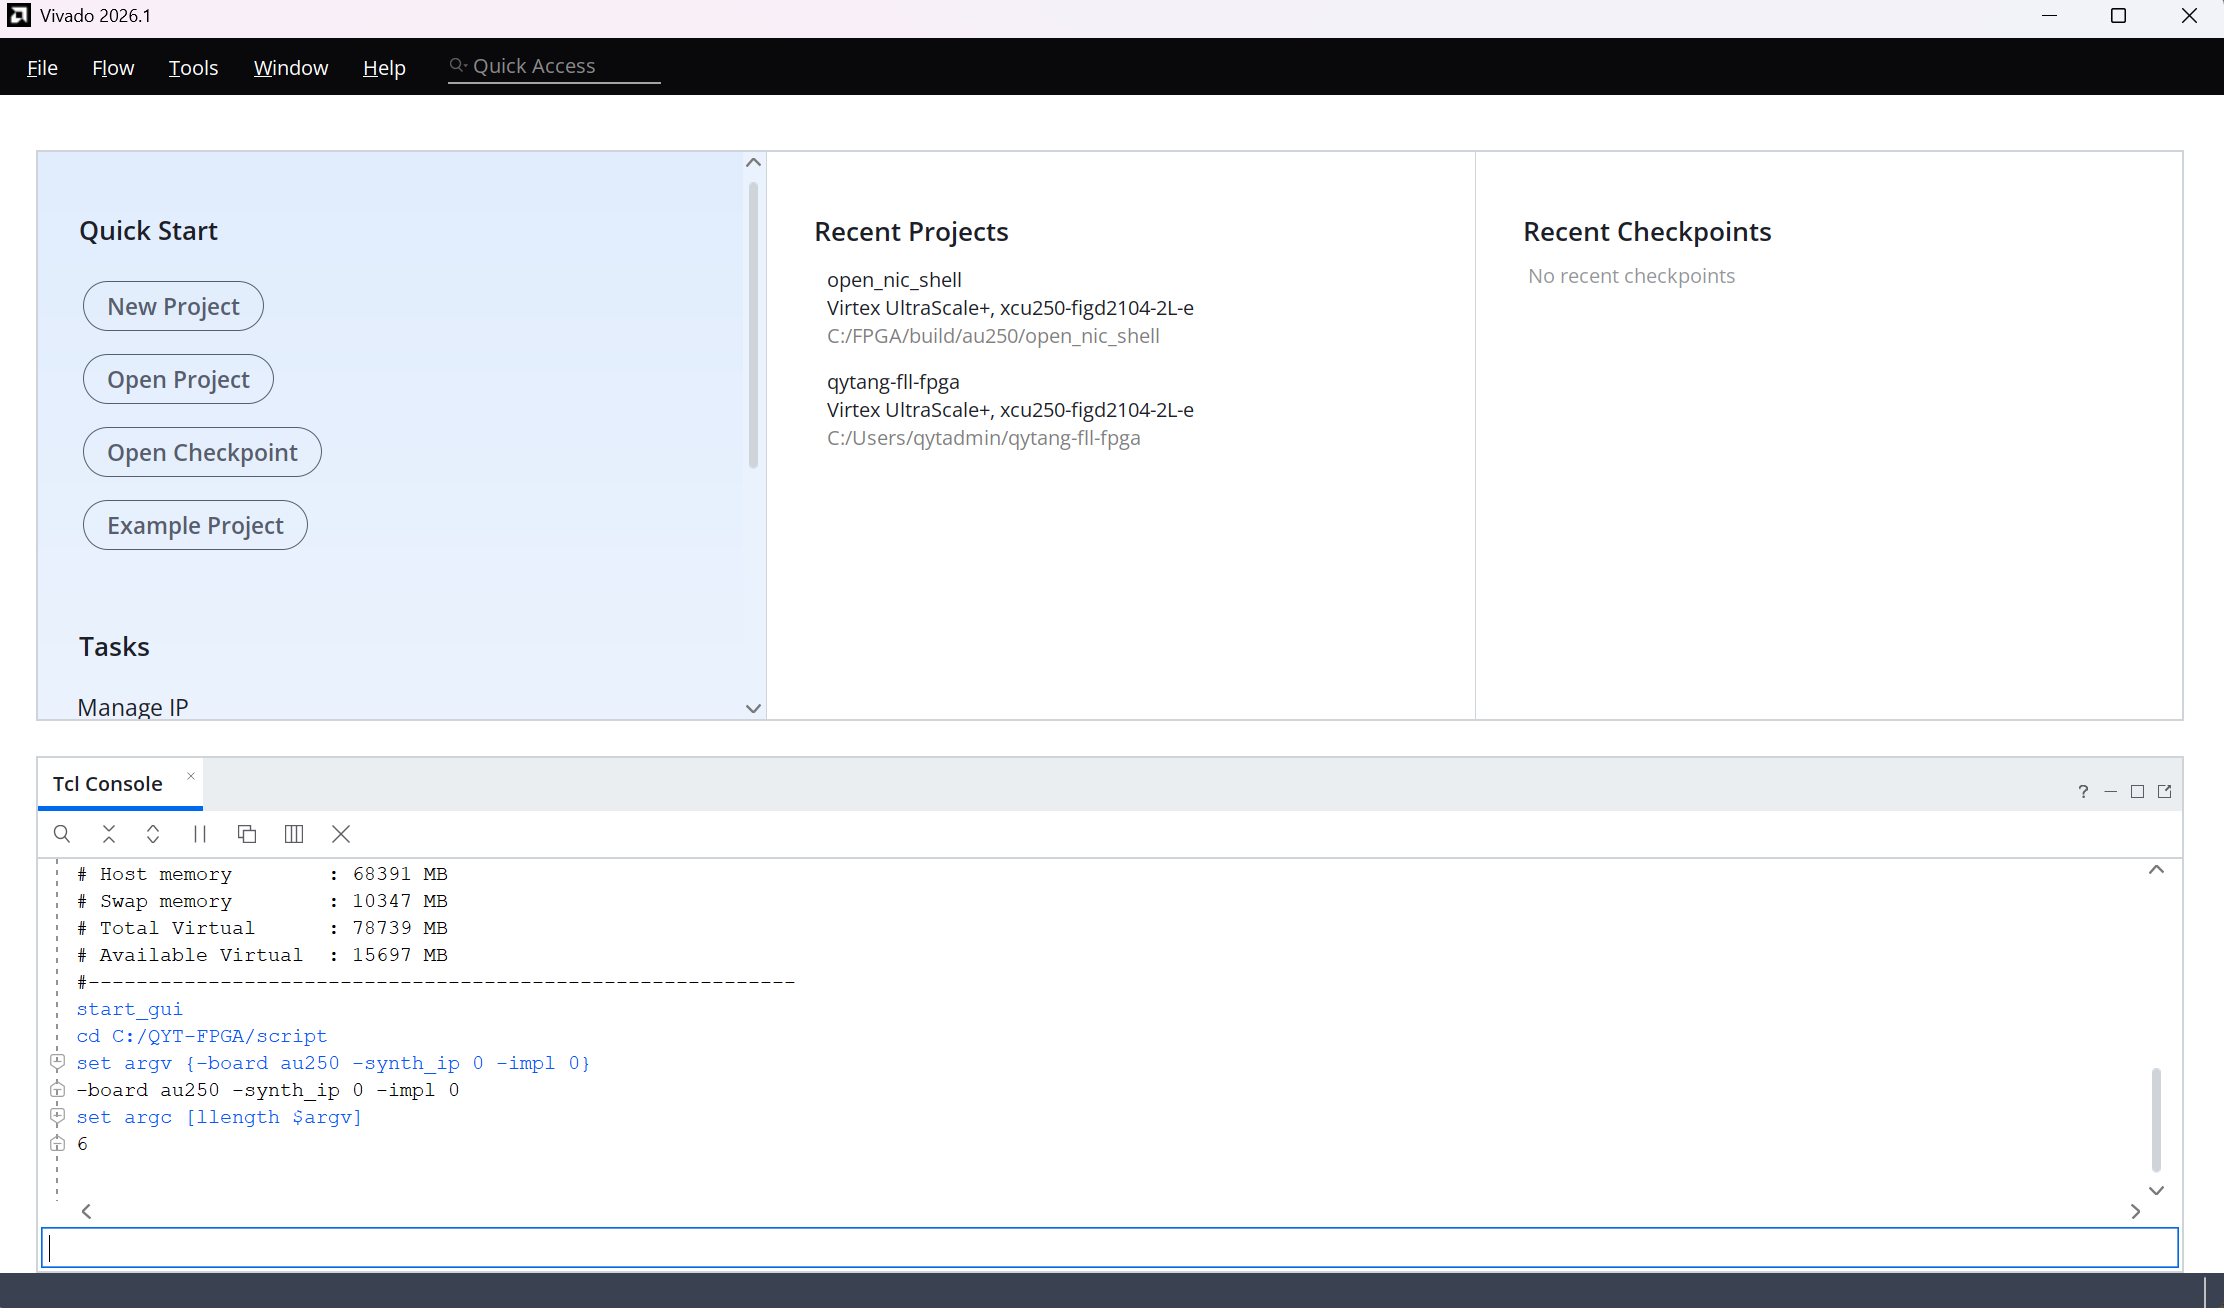 Vivado 2026.1
File Flow Tools Window Help Quick Access
Quick Start
New Project
Open Project
Open Checkpoint
Example Project
Tasks
Manage IP
Recent Projects
open_nic_shell
Virtex UltraScale+, xcu250-figd2104-2L-e
C:/FPGA/build/au250/open_nic_shell
qytang-fll-fpga
Virtex UltraScale+, xcu250-figd2104-2L-e
C:/Users/qytadmin/qytang-fll-fpga
Recent Checkpoints
No recent checkpoints
Tcl Console
# Host memory : 68391 MB
# Swap memory : 10347 MB
# Total Virtual : 78739 MB
# Available Virtual : 15697 MB
#-----------------------------------------------------------
start_gui
cd C:/QYT-FPGA/script
set argv {-board au250 -synth_ip 0 -impl 0}
-board au250 -synth_ip 0 -impl 0
set argc [llength $argv]
6